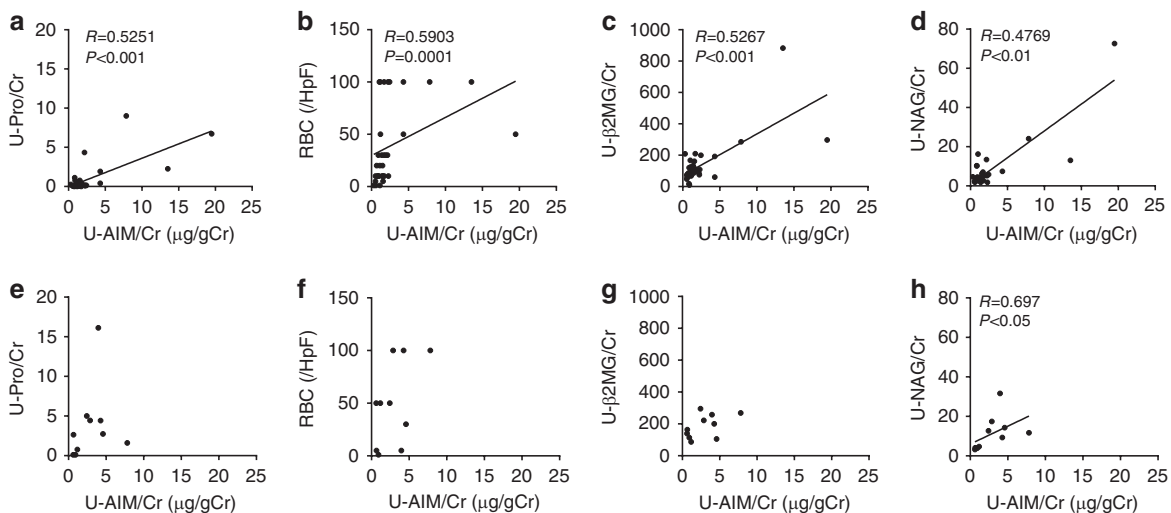 a
R=0.5251
P<0.001
U-Pro/Cr
20
15
10
5
0
0 5 10 15 20 25
U-AIM/Cr (μg/gCr)
b
R=0.5903
P=0.0001
RBC (/HpF)
150
100
50
0
0 5 10 15 20 25
U-AIM/Cr (μg/gCr)
c
R=0.5267
P<0.001
U-β2MG/Cr
1000
800
600
400
200
0
0 5 10 15 20 25
U-AIM/Cr (μg/gCr)
d
R=0.4769
P<0.01
U-NAG/Cr
80
60
40
20
0
0 5 10 15 20 25
U-AIM/Cr (μg/gCr)
e
U-Pro/Cr
20
15
10
5
0
0 5 10 15 20 25
U-AIM/Cr (μg/gCr)
f
RBC (/HpF)
150
100
50
0
0 5 10 15 20 25
U-AIM/Cr (μg/gCr)
g
U-β2MG/Cr
1000
800
600
400
200
0
0 5 10 15 20 25
U-AIM/Cr (μg/gCr)
h
R=0.697
P<0.05
U-NAG/Cr
80
60
40
20
0
0 5 10 15 20 25
U-AIM/Cr (μg/gCr)